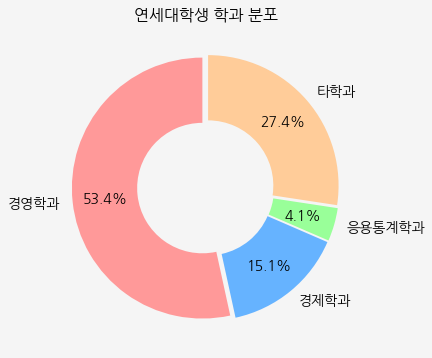 연세대학생 학과 분포
타학과
27.4%
경영학과
53.4%
4.1%
응용통계학과
15.1%
경제학과